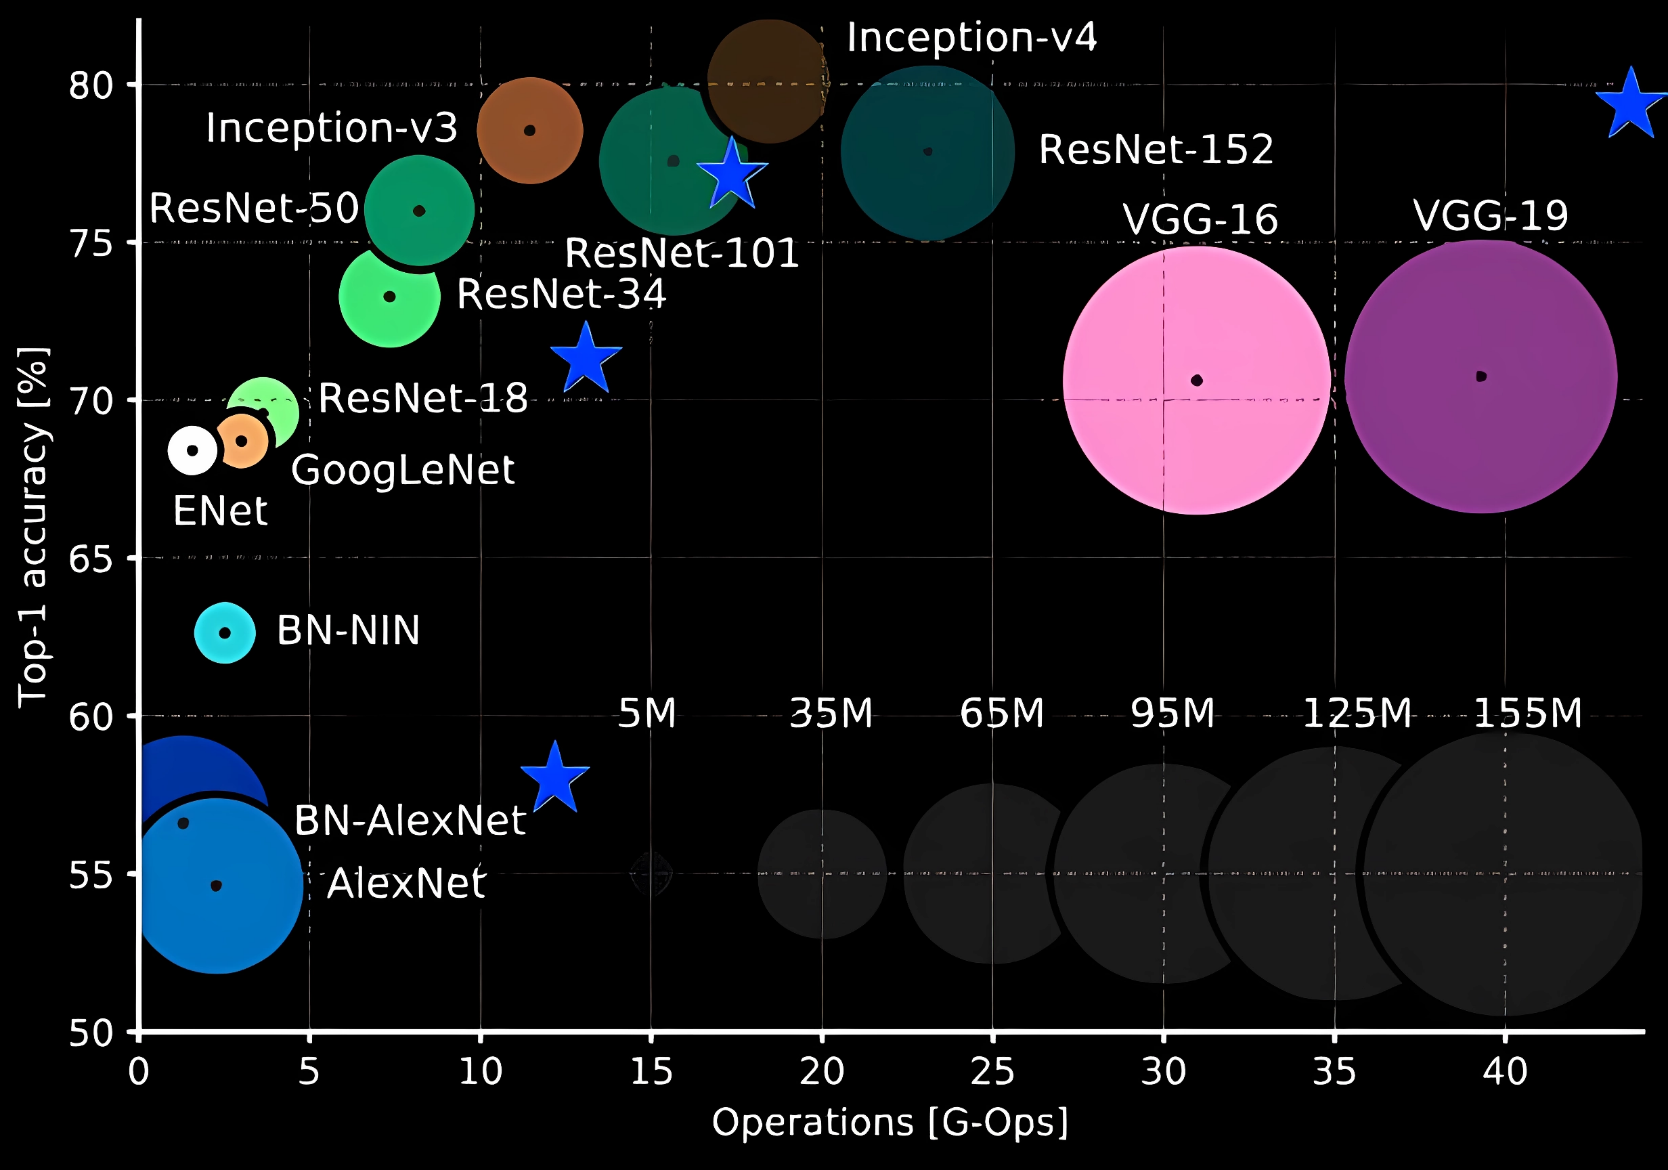 Inception-v4
80
Inception-v3
ResNet-152
ResNet-50
VGG-16
VGG-19
75
ResNet-101
ResNet-34
Top-1 accuracy [%]
70
ResNet-18
GoogLeNet
ENet
65
BN-NIN
60
5M 35M 65M 95M 125M 155M
BN-AlexNet
55
AlexNet
50
0 5 10 15 20 25 30 35 40
Operations [G-Ops]